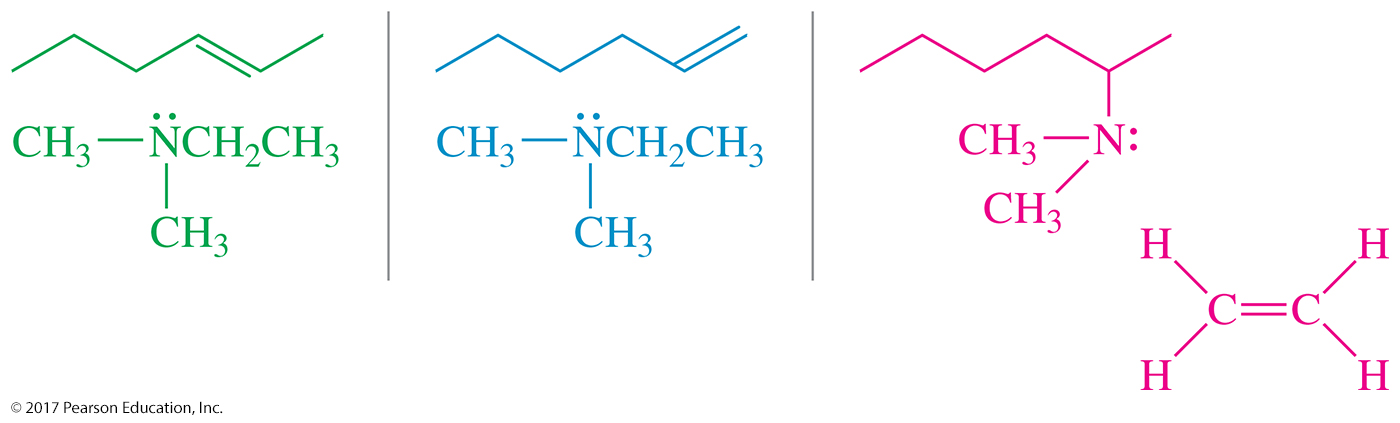 CH3 N̈CH2CH3
CH3
CH3 N̈CH2CH3
CH3
CH3 N:
CH3
H H
C C
H H
© 2017 Pearson Education, Inc.